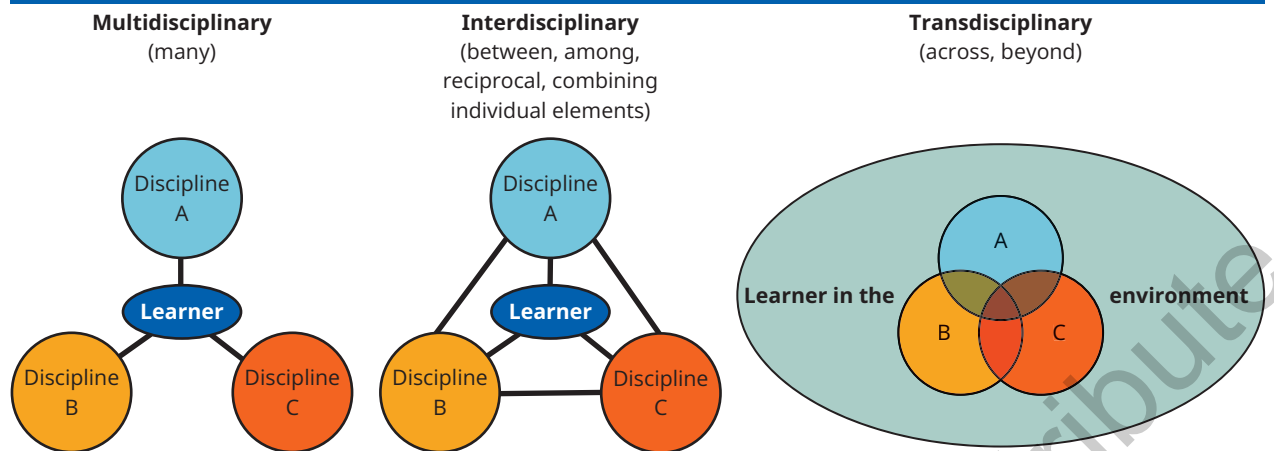 Multidisciplinary
(many)
Interdisciplinary
(between, among,
reciprocal, combining
individual elements)
Transdisciplinary
(across, beyond)
Discipline
A
Learner
Discipline
B
Discipline
C
Discipline
A
Learner
Discipline
B
Discipline
C
A
Learner in the environment
B
C